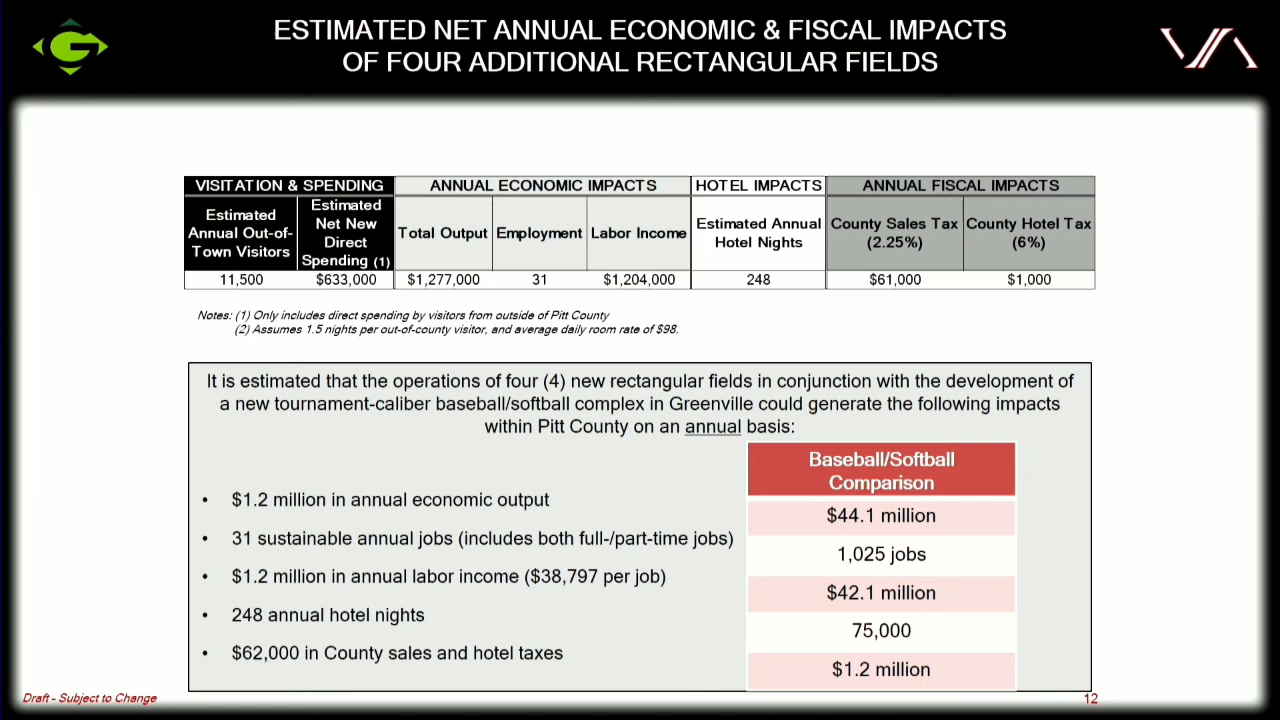 ESTIMATED NET ANNUAL ECONOMIC & FISCAL IMPACTS
OF FOUR ADDITIONAL RECTANGULAR FIELDS
G
VISITATION & SPENDING
ANNUAL ECONOMIC IMPACTS
HOTEL IMPACTS
ANNUAL FISCAL IMPACTS
Estimated
Annual Out-of-
Town Visitors
Estimated
Net New
Direct
Spending (1)
Total Output
Employment
Labor Income
Estimated Annual
Hotel Nights
County Sales Tax
(2.25%)
County Hotel Tax
(6%)
11,500
$633,000
$1,277,000
31
$1,204,000
248
$61,000
$1,000
Notes: (1) Only includes direct spending by visitors from outside of Pitt County
(2) Assumes 1.5 nights per out-of-county visitor, and average daily room rate of $98.
It is estimated that the operations of four (4) new rectangular fields in conjunction with the development of
a new tournament-caliber baseball/softball complex in Greenville could generate the following impacts
within Pitt County on an annual basis:
• $1.2 million in annual economic output
• 31 sustainable annual jobs (includes both full-/part-time jobs)
• $1.2 million in annual labor income ($38,797 per job)
• 248 annual hotel nights
• $62,000 in County sales and hotel taxes
Baseball/Softball
Comparison
$44.1 million
1,025 jobs
$42.1 million
75,000
$1.2 million
Draft - Subject to Change
12